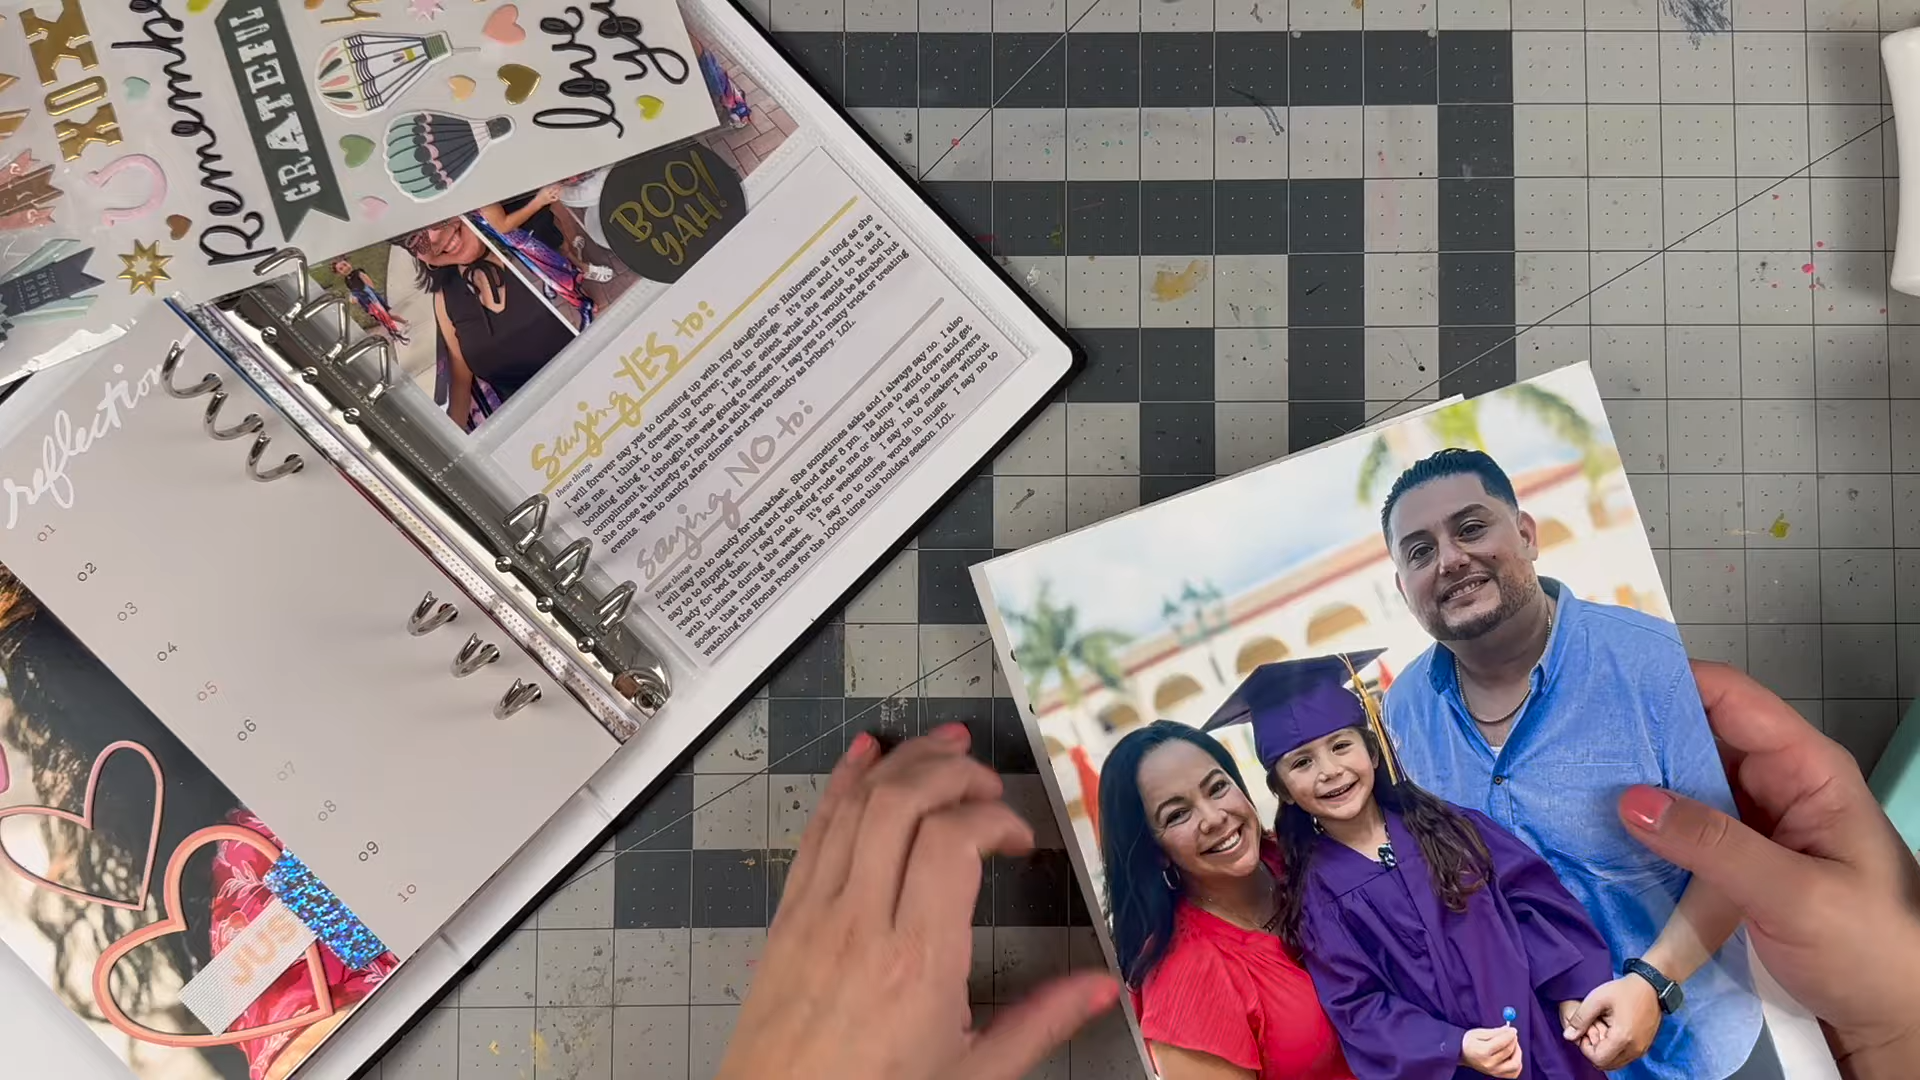 XOX
Remember
GRATEFUL
love
you
BEST
EVER
Remember
BOO!
YAH!
reflection
01
02
03
04
05
06
07
08
09
10
JUS
saying YES to:
these things
I will forever say yes to dressing up with my daughter for Halloween as long as she
lets me. I think I dressed up forever, even in college. It's fun and I find it as a
bonding thing to do with her too. I let her select what she wants to be and I
compliment it. I thought she was going to choose Isabella and I would be Mirabel but
she chose a butterfly so I found an adult version. I say yes to many trick or treating
events. Yes to candy after dinner and yes to candy as bribery. LOL.
saying NO to:
these things
I will say no to candy for breakfast. She sometimes asks and I always say no. I also
say to to flipping, running and being loud after 8 pm. Its time to wind down and get
ready for bed then. I say no to being rude to me or daddy. I say no to sleepovers
with Luciana during the week. It's for weekends. I say no to sneakers without
socks, that ruins the sneakers. I say no to curse words in music. I say no to
watching the Hocus Pocus for the 100th time this holiday season. LOL.